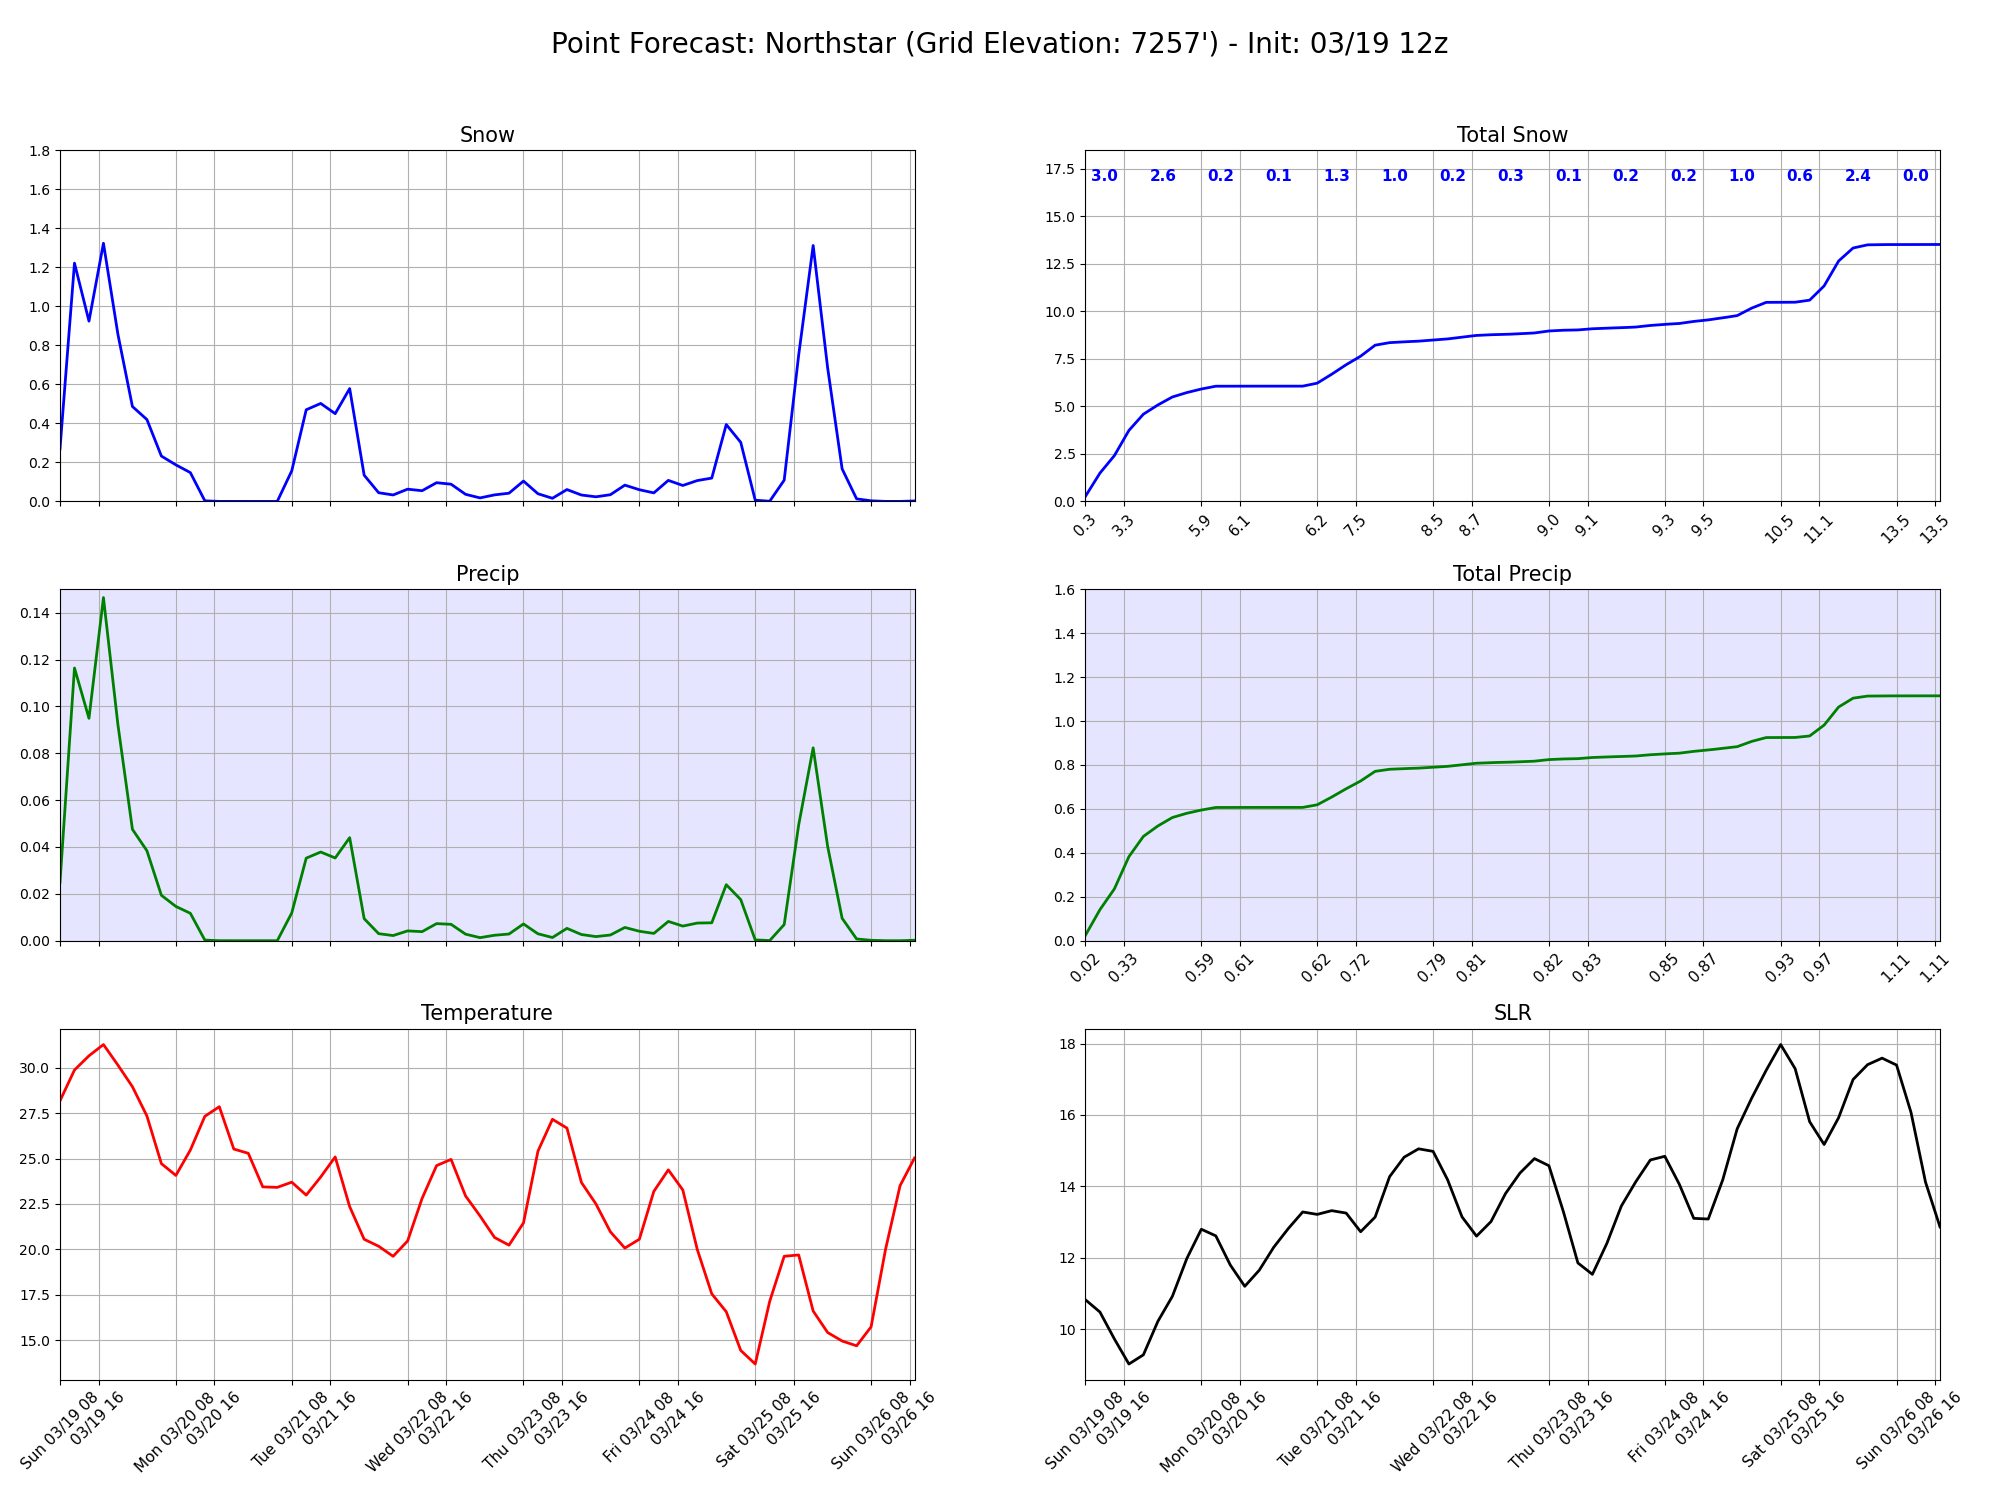 Point Forecast: Northstar (Grid Elevation: 7257') - Init: 03/19 12z
Snow
1.8
1.6
1.4
1.2
1.0
0.8
0.6
0.4
0.2
0.0
Total Snow
17.5
15.0
12.5
10.0
7.5
5.0
2.5
0.0
3.0 2.6 0.2 0.1 1.3 1.0 0.2 0.3 0.1 0.2 0.2 1.0 0.6 2.4 0.0
0.3 3.3 5.9 6.1 6.2 7.5 8.5 8.7 9.0 9.1 9.3 9.5 10.5 11.1 13.5 13.5
Precip
0.14
0.12
0.10
0.08
0.06
0.04
0.02
0.00
Total Precip
1.6
1.4
1.2
1.0
0.8
0.6
0.4
0.2
0.0
0.02 0.33 0.59 0.61 0.62 0.72 0.79 0.81 0.82 0.83 0.85 0.87 0.93 0.97 1.11 1.11
Temperature
30.0
27.5
25.0
22.5
20.0
17.5
15.0
Sun 03/19 08
03/19 16
Mon 03/20 08
03/20 16
Tue 03/21 08
03/21 16
Wed 03/22 08
03/22 16
Thu 03/23 08
03/23 16
Fri 03/24 08
03/24 16
Sat 03/25 08
03/25 16
Sun 03/26 08
03/26 16
SLR
18
16
14
12
10
Sun 03/19 08
03/19 16
Mon 03/20 08
03/20 16
Tue 03/21 08
03/21 16
Wed 03/22 08
03/22 16
Thu 03/23 08
03/23 16
Fri 03/24 08
03/24 16
Sat 03/25 08
03/25 16
Sun 03/26 08
03/26 16